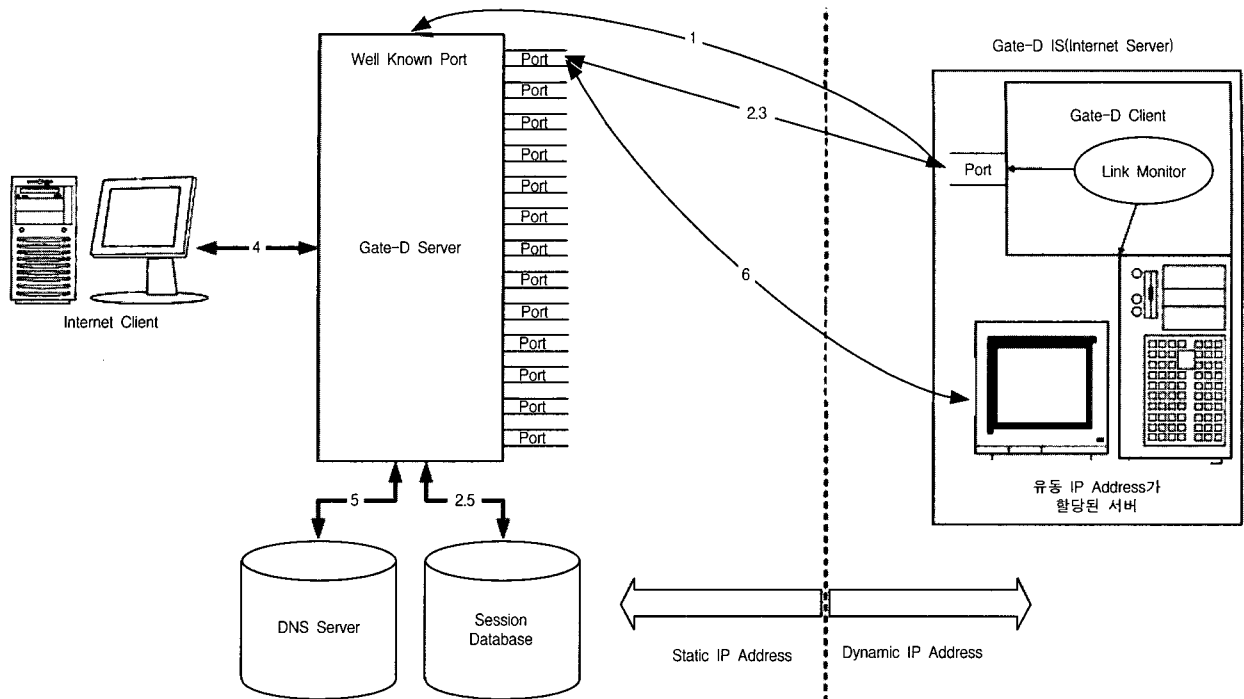 1
Gate-D IS(Internet Server)
Well Known Port
Port
Port
Port
Port
Port
Port
Port
Port
Port
Port
Port
Port
Port
2.3
Gate-D Client
Port
Link Monitor
Gate-D Server
4
6
Internet Client
유동 IP Address가
할당된 서버
5
2.5
DNS Server
Session
Database
Static IP Address
Dynamic IP Address